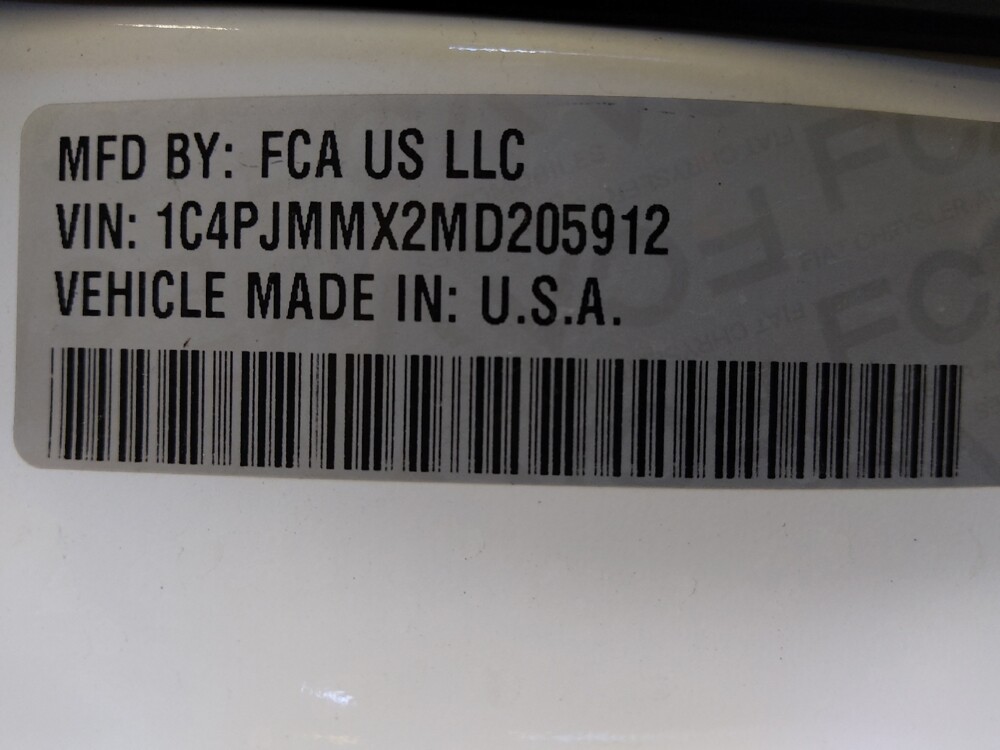 MFD BY: FCA US LLC
VIN: 1C4PJMMX2MD205912
VEHICLE MADE IN: U.S.A.